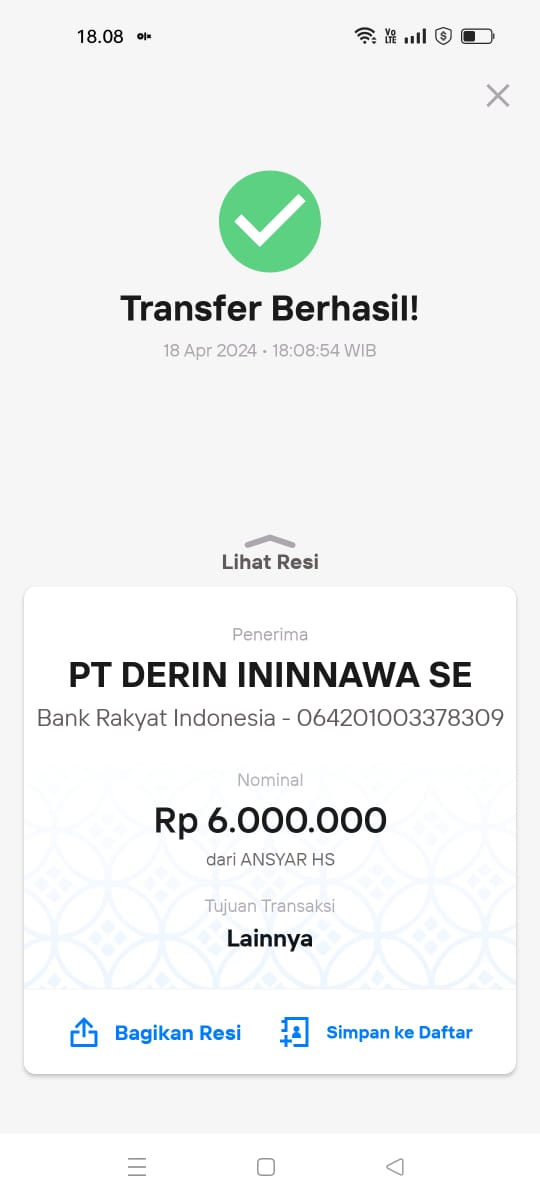 18.08
Vo
LTE
Transfer Berhasil!
18 Apr 2024 • 18:08:54 WIB
Lihat Resi
Penerima
PT DERIN ININNAWA SE
Bank Rakyat Indonesia - 064201003378309
Nominal
Rp 6.000.000
dari ANSYAR HS
Tujuan Transaksi
Lainnya
Bagikan Resi
Simpan ke Daftar